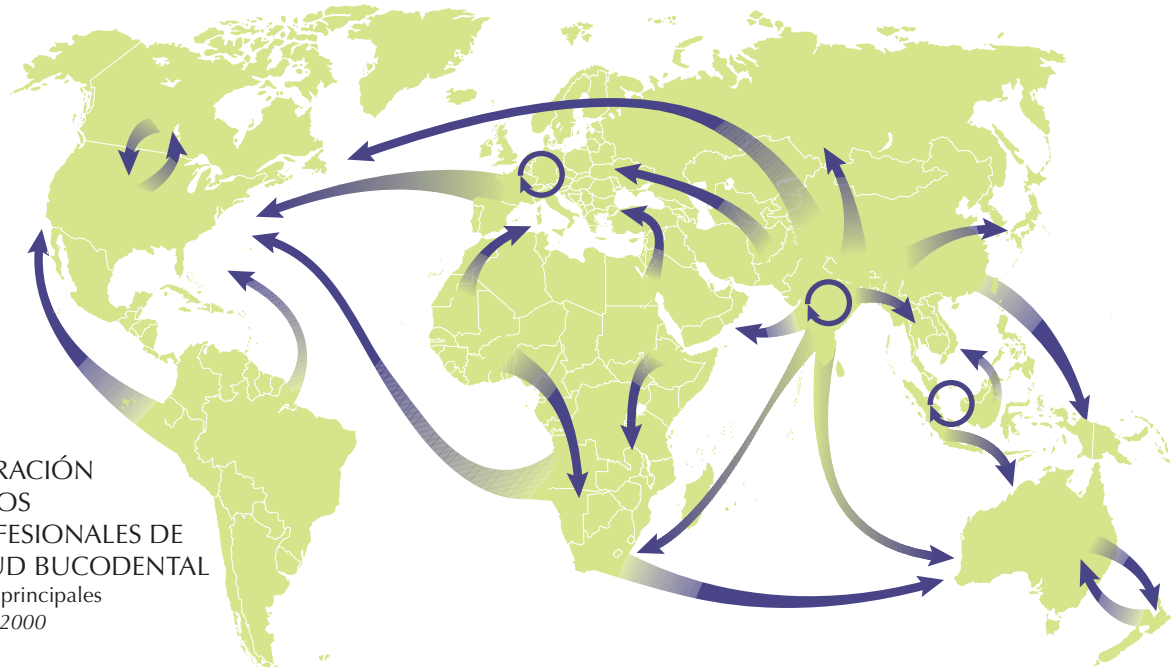 RACIÓN
OS
FESIONALES DE
UD BUCODENTAL
principales
2000